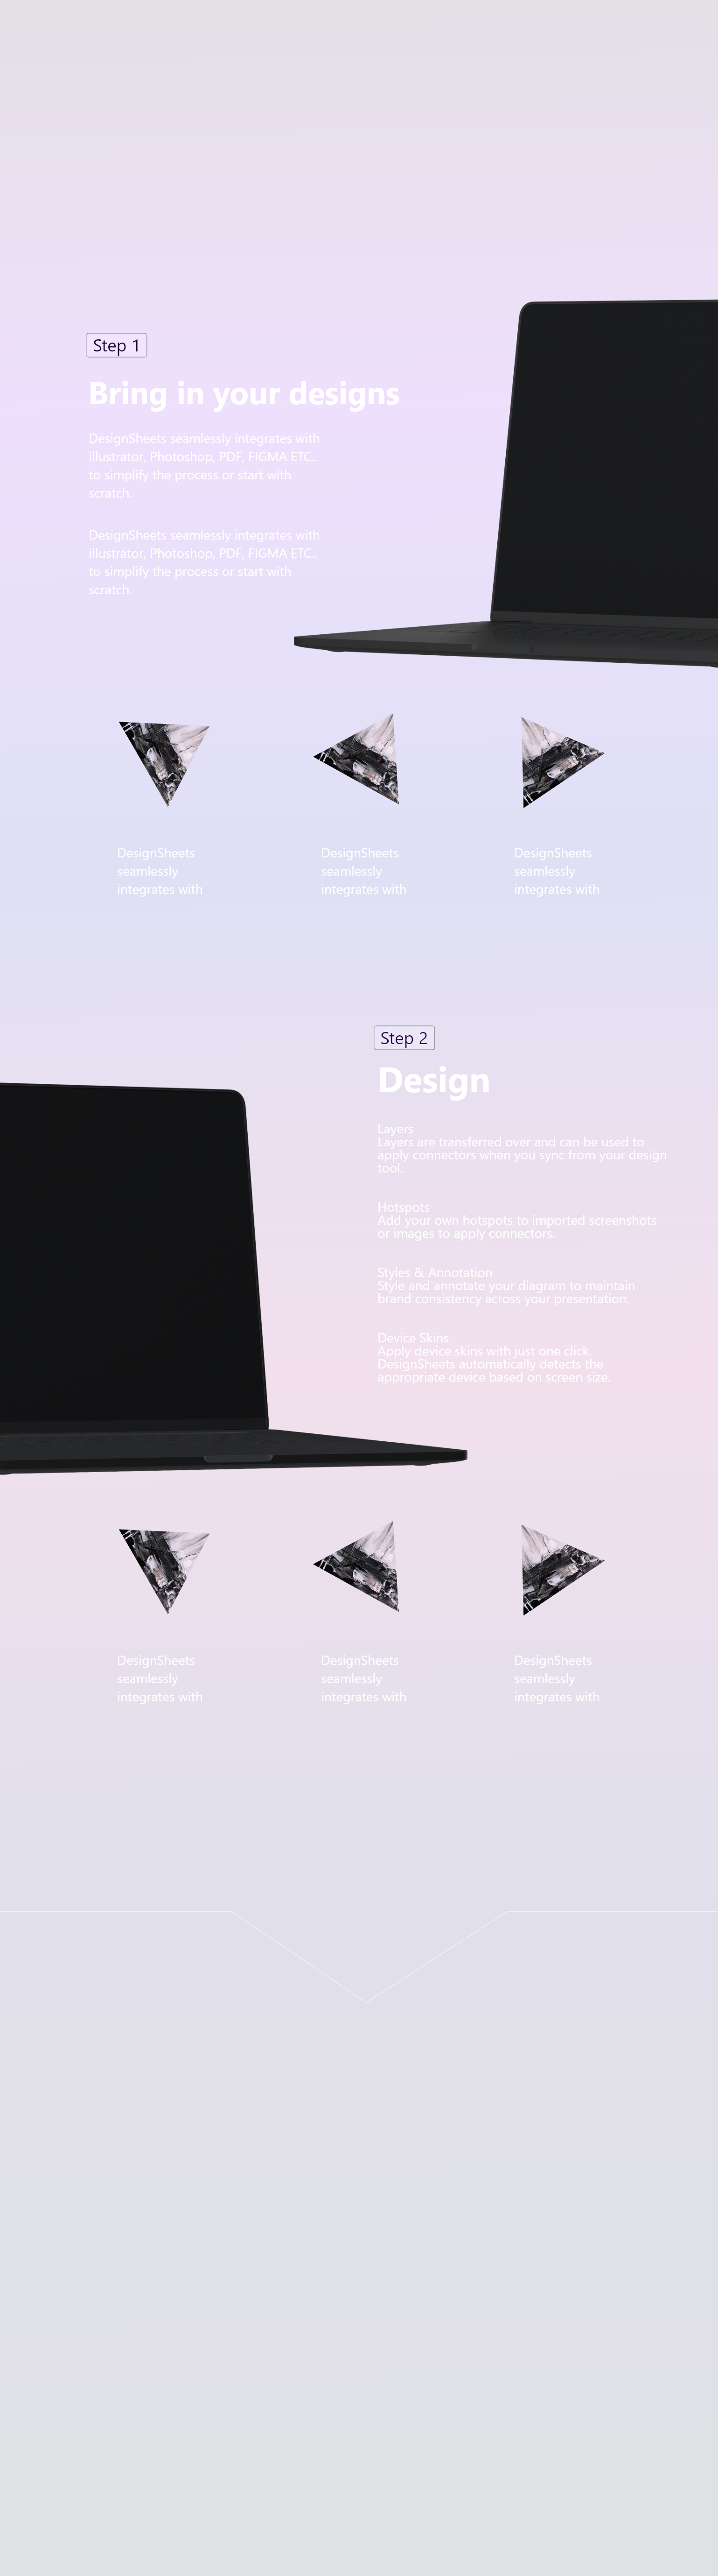 Step 1
Bring in your designs
DesignSheets seamlessly integrates with
illustrator, Photoshop, PDF, FIGMA ETC..
to simplify the process or start with
scratch.
DesignSheets seamlessly integrates with
illustrator, Photoshop, PDF, FIGMA ETC..
to simplify the process or start with
scratch.
DesignSheets
seamlessly
integrates with
DesignSheets
seamlessly
integrates with
DesignSheets
seamlessly
integrates with
Step 2
Design
Layers
Layers are transferred over and can be used to
apply connectors when you sync from your design
tool.
Hotspots
Add your own hotspots to imported screenshots
or images to apply connectors.
Styles & Annotation
Style and annotate your diagram to maintain
brand consistency across your presentation.
Device Skins
Apply device skins with just one click.
DesignSheets automatically detects the
appropriate device based on screen size.
DesignSheets
seamlessly
integrates with
DesignSheets
seamlessly
integrates with
DesignSheets
seamlessly
integrates with